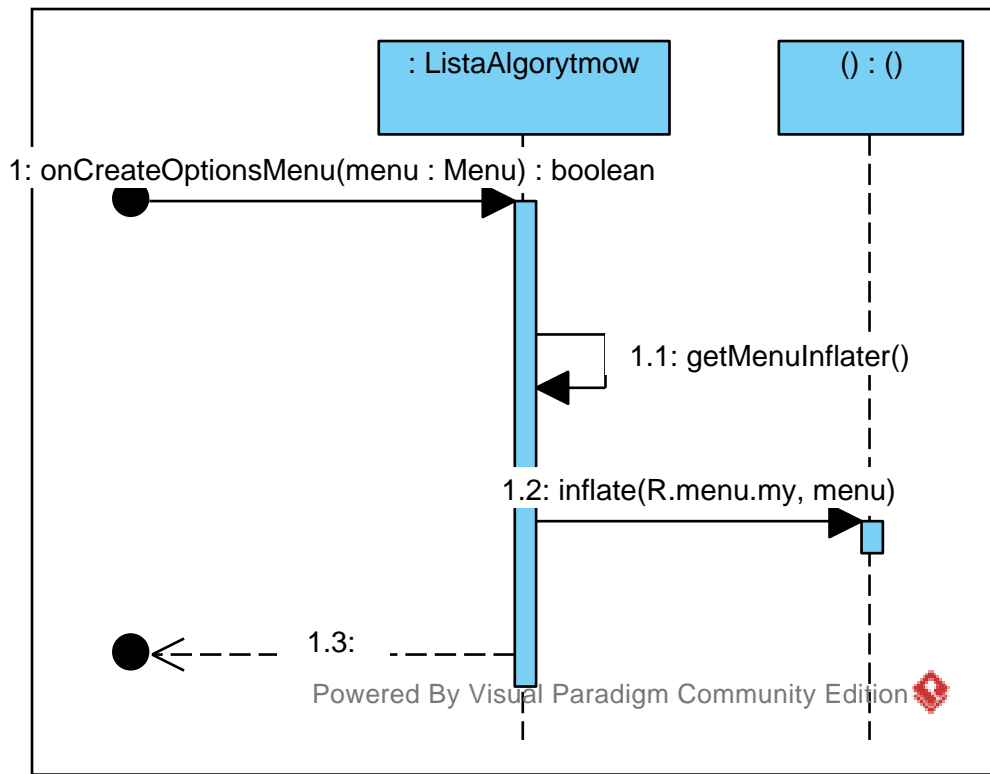 : ListaAlgorytmow
() : ()
1: onCreateOptionsMenu(menu : Menu) : boolean
1.1: getMenuInflater()
1.2: inflate(R.menu.my, menu)
1.3:
Powered By Visual Paradigm Community Edition